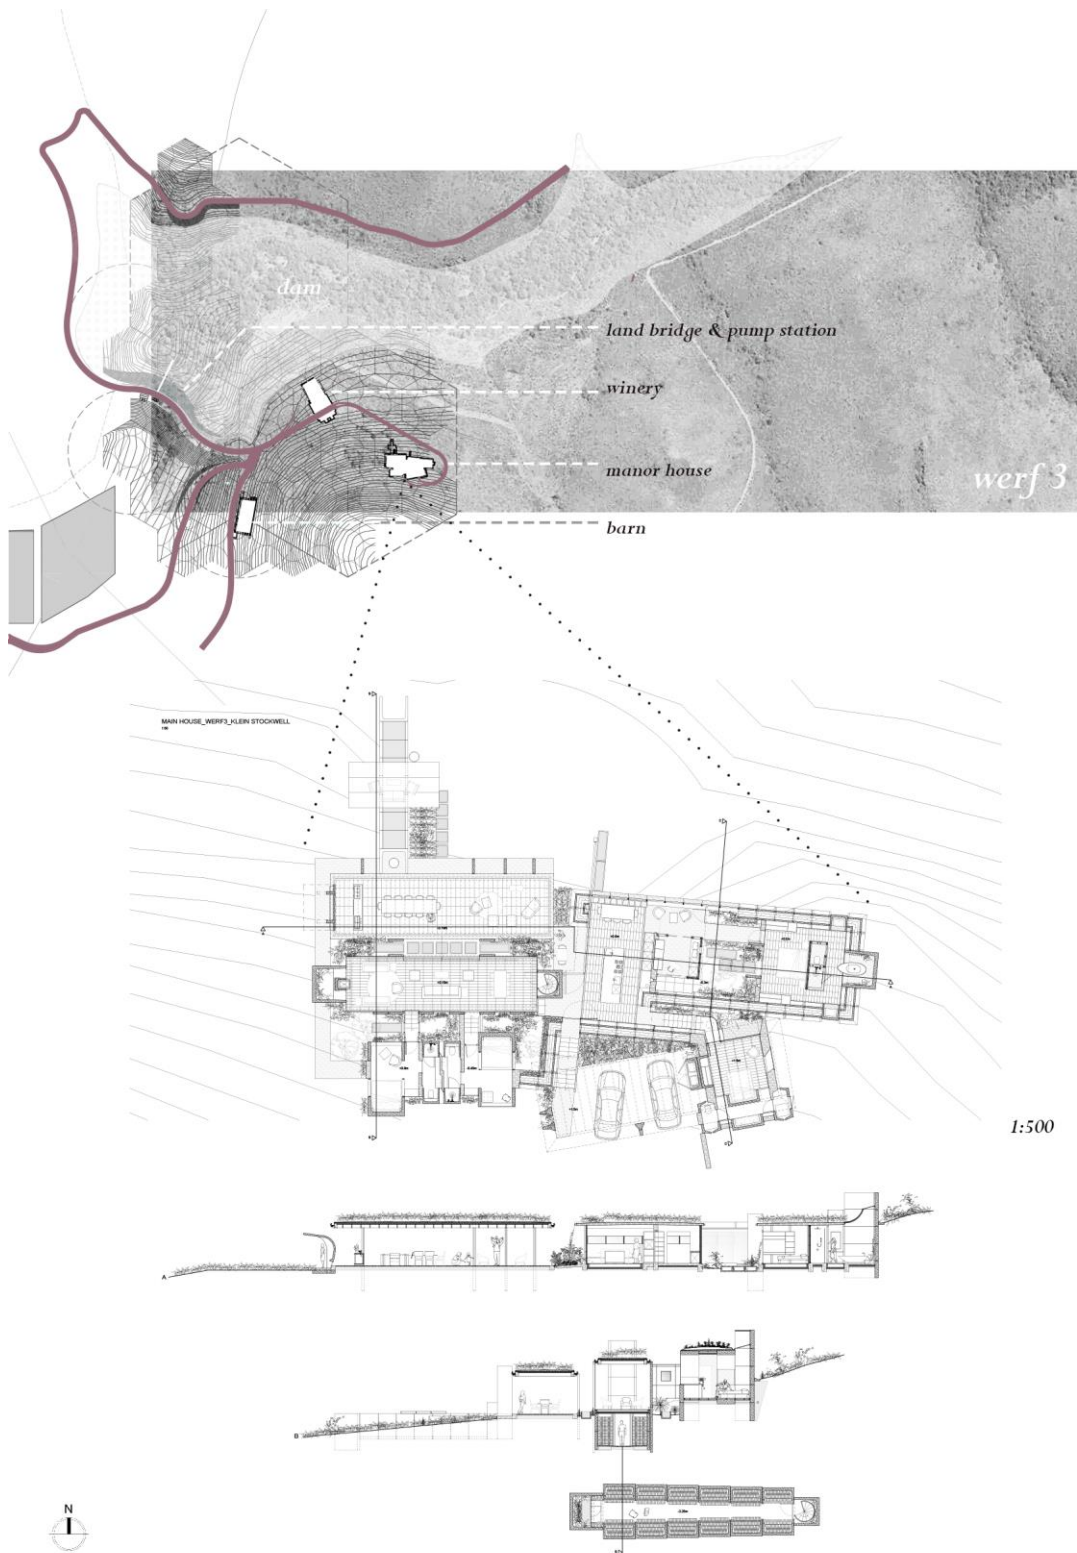 dam
land bridge & pump station
winery
manor house
werf 3
barn
MAIN HOUSE_WERF3_KLEIN STOCKWELL
1:500
A
B
N